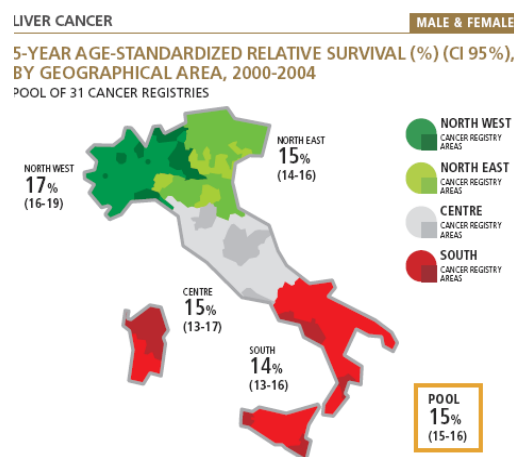 LIVER CANCER
MALE & FEMALE
5-YEAR AGE-STANDARDIZED RELATIVE SURVIVAL (%) (CI 95%),
BY GEOGRAPHICAL AREA, 2000-2004
POOL OF 31 CANCER REGISTRIES
NORTH WEST
17%
(16-19)
NORTH EAST
15%
(14-16)
NORTH WEST
CANCER REGISTRY
AREAS
NORTH EAST
CANCER REGISTRY
AREAS
CENTRE
CANCER REGISTRY
AREAS
SOUTH
CANCER REGISTRY
AREAS
CENTRE
15%
(13-17)
SOUTH
14%
(13-16)
POOL
15%
(15-16)